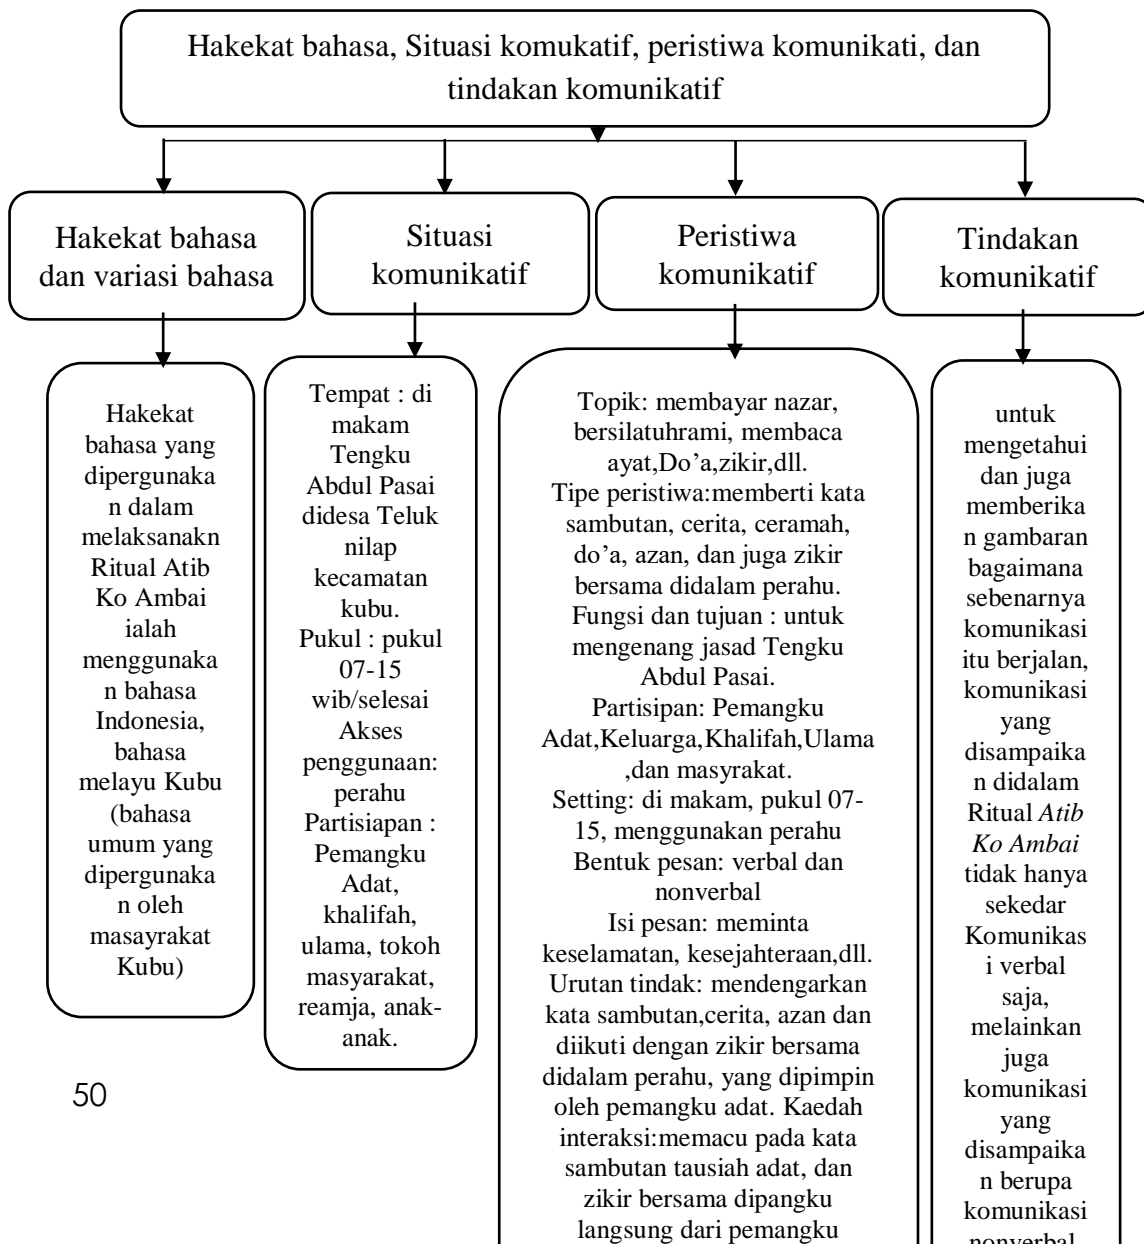 Hakekat bahasa, Situasi komukatif, peristiwa komunikati, dan
tindakan komunikatif
Hakekat bahasa
dan variasi bahasa
Situasi
komunikatif
Peristiwa
komunikatif
Tindakan
komunikatif
Hakekat
bahasa yang
dipergunaka
n dalam
melaksanakn
Ritual Atib
Ko Ambai
ialah
menggunaka
n bahasa
Indonesia,
bahasa
melayu Kubu
(bahasa
umum yang
dipergunaka
n oleh
masayrakat
Kubu)
Tempat : di
makam
Tengku
Abdul Pasai
didesa Teluk
nilap
kecamatan
kubu.
Pukul : pukul
07-15
wib/selesai
Akses
penggunaan:
perahu
Partisiapan :
Pemangku
Adat,
khalifah,
ulama, tokoh
masyarakat,
reamja, anak-
anak.
Topik: membayar nazar,
bersilatuhrami, membaca
ayat,Do’a,zikir,dll.
Tipe peristiwa:memberti kata
sambutan, cerita, ceramah,
do’a, azan, dan juga zikir
bersama didalam perahu.
Fungsi dan tujuan : untuk
mengenang jasad Tengku
Abdul Pasai.
Partisipan: Pemangku
Adat,Keluarga,Khalifah,Ulama
,dan masyrakat.
Setting: di makam, pukul 07-
15, menggunakan perahu
Bentuk pesan: verbal dan
nonverbal
Isi pesan: meminta
keselamatan, kesejahteraan,dll.
Urutan tindak: mendengarkan
kata sambutan,cerita, azan dan
diikuti dengan zikir bersama
didalam perahu, yang dipimpin
oleh pemangku adat. Kaedah
interaksi:memacu pada kata
sambutan tausiah adat, dan
zikir bersama dipangku
langsung dari pemangku
untuk
mengetahui
dan juga
memberika
n gambaran
bagaimana
sebenarnya
komunikasi
itu berjalan,
komunikasi
yang
disampaika
n didalam
Ritual Atib
Ko Ambai
tidak hanya
sekedar
Komunikas
i verbal
saja,
melainkan
juga
komunikasi
yang
disampaika
n berupa
komunikasi
nonverbal
50